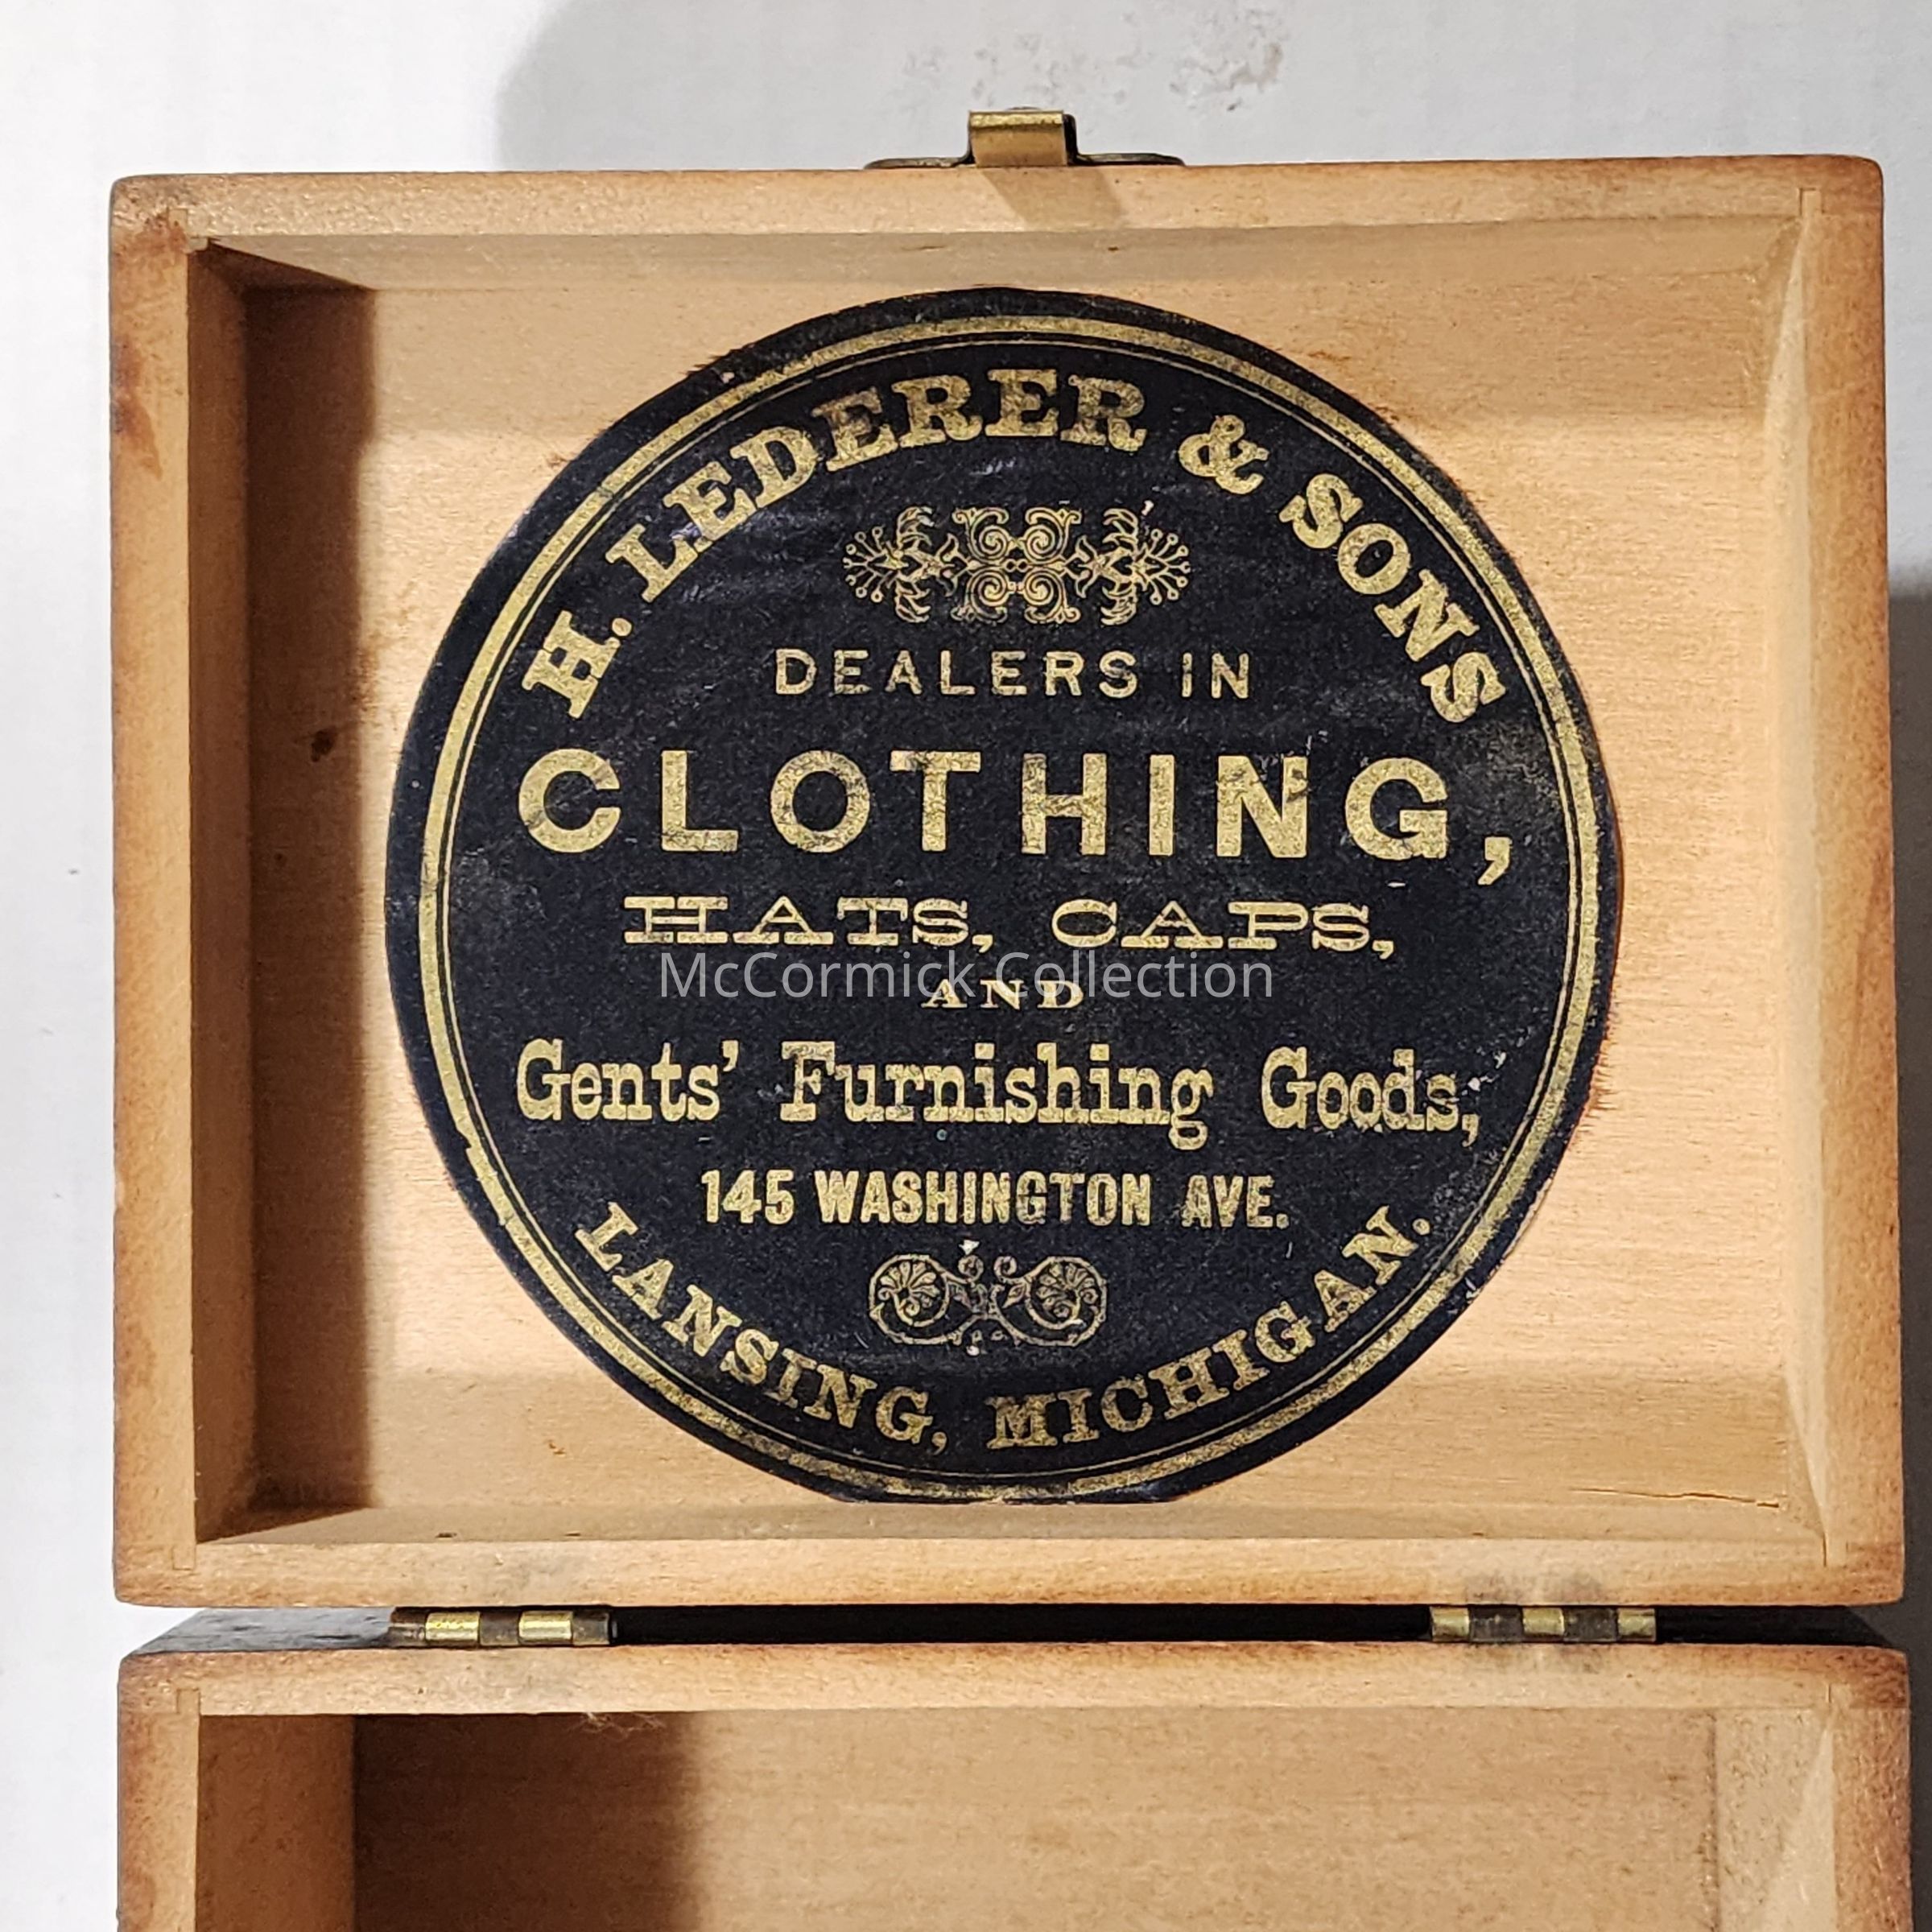 H. LEDERER & SONS,
DEALERS IN
CLOTHING,
HATS, CAPS,
McCormick Collection
AND
Gents' Furnishing Goods,
145 WASHINGTON AVE.
LANSING, MICHIGAN.